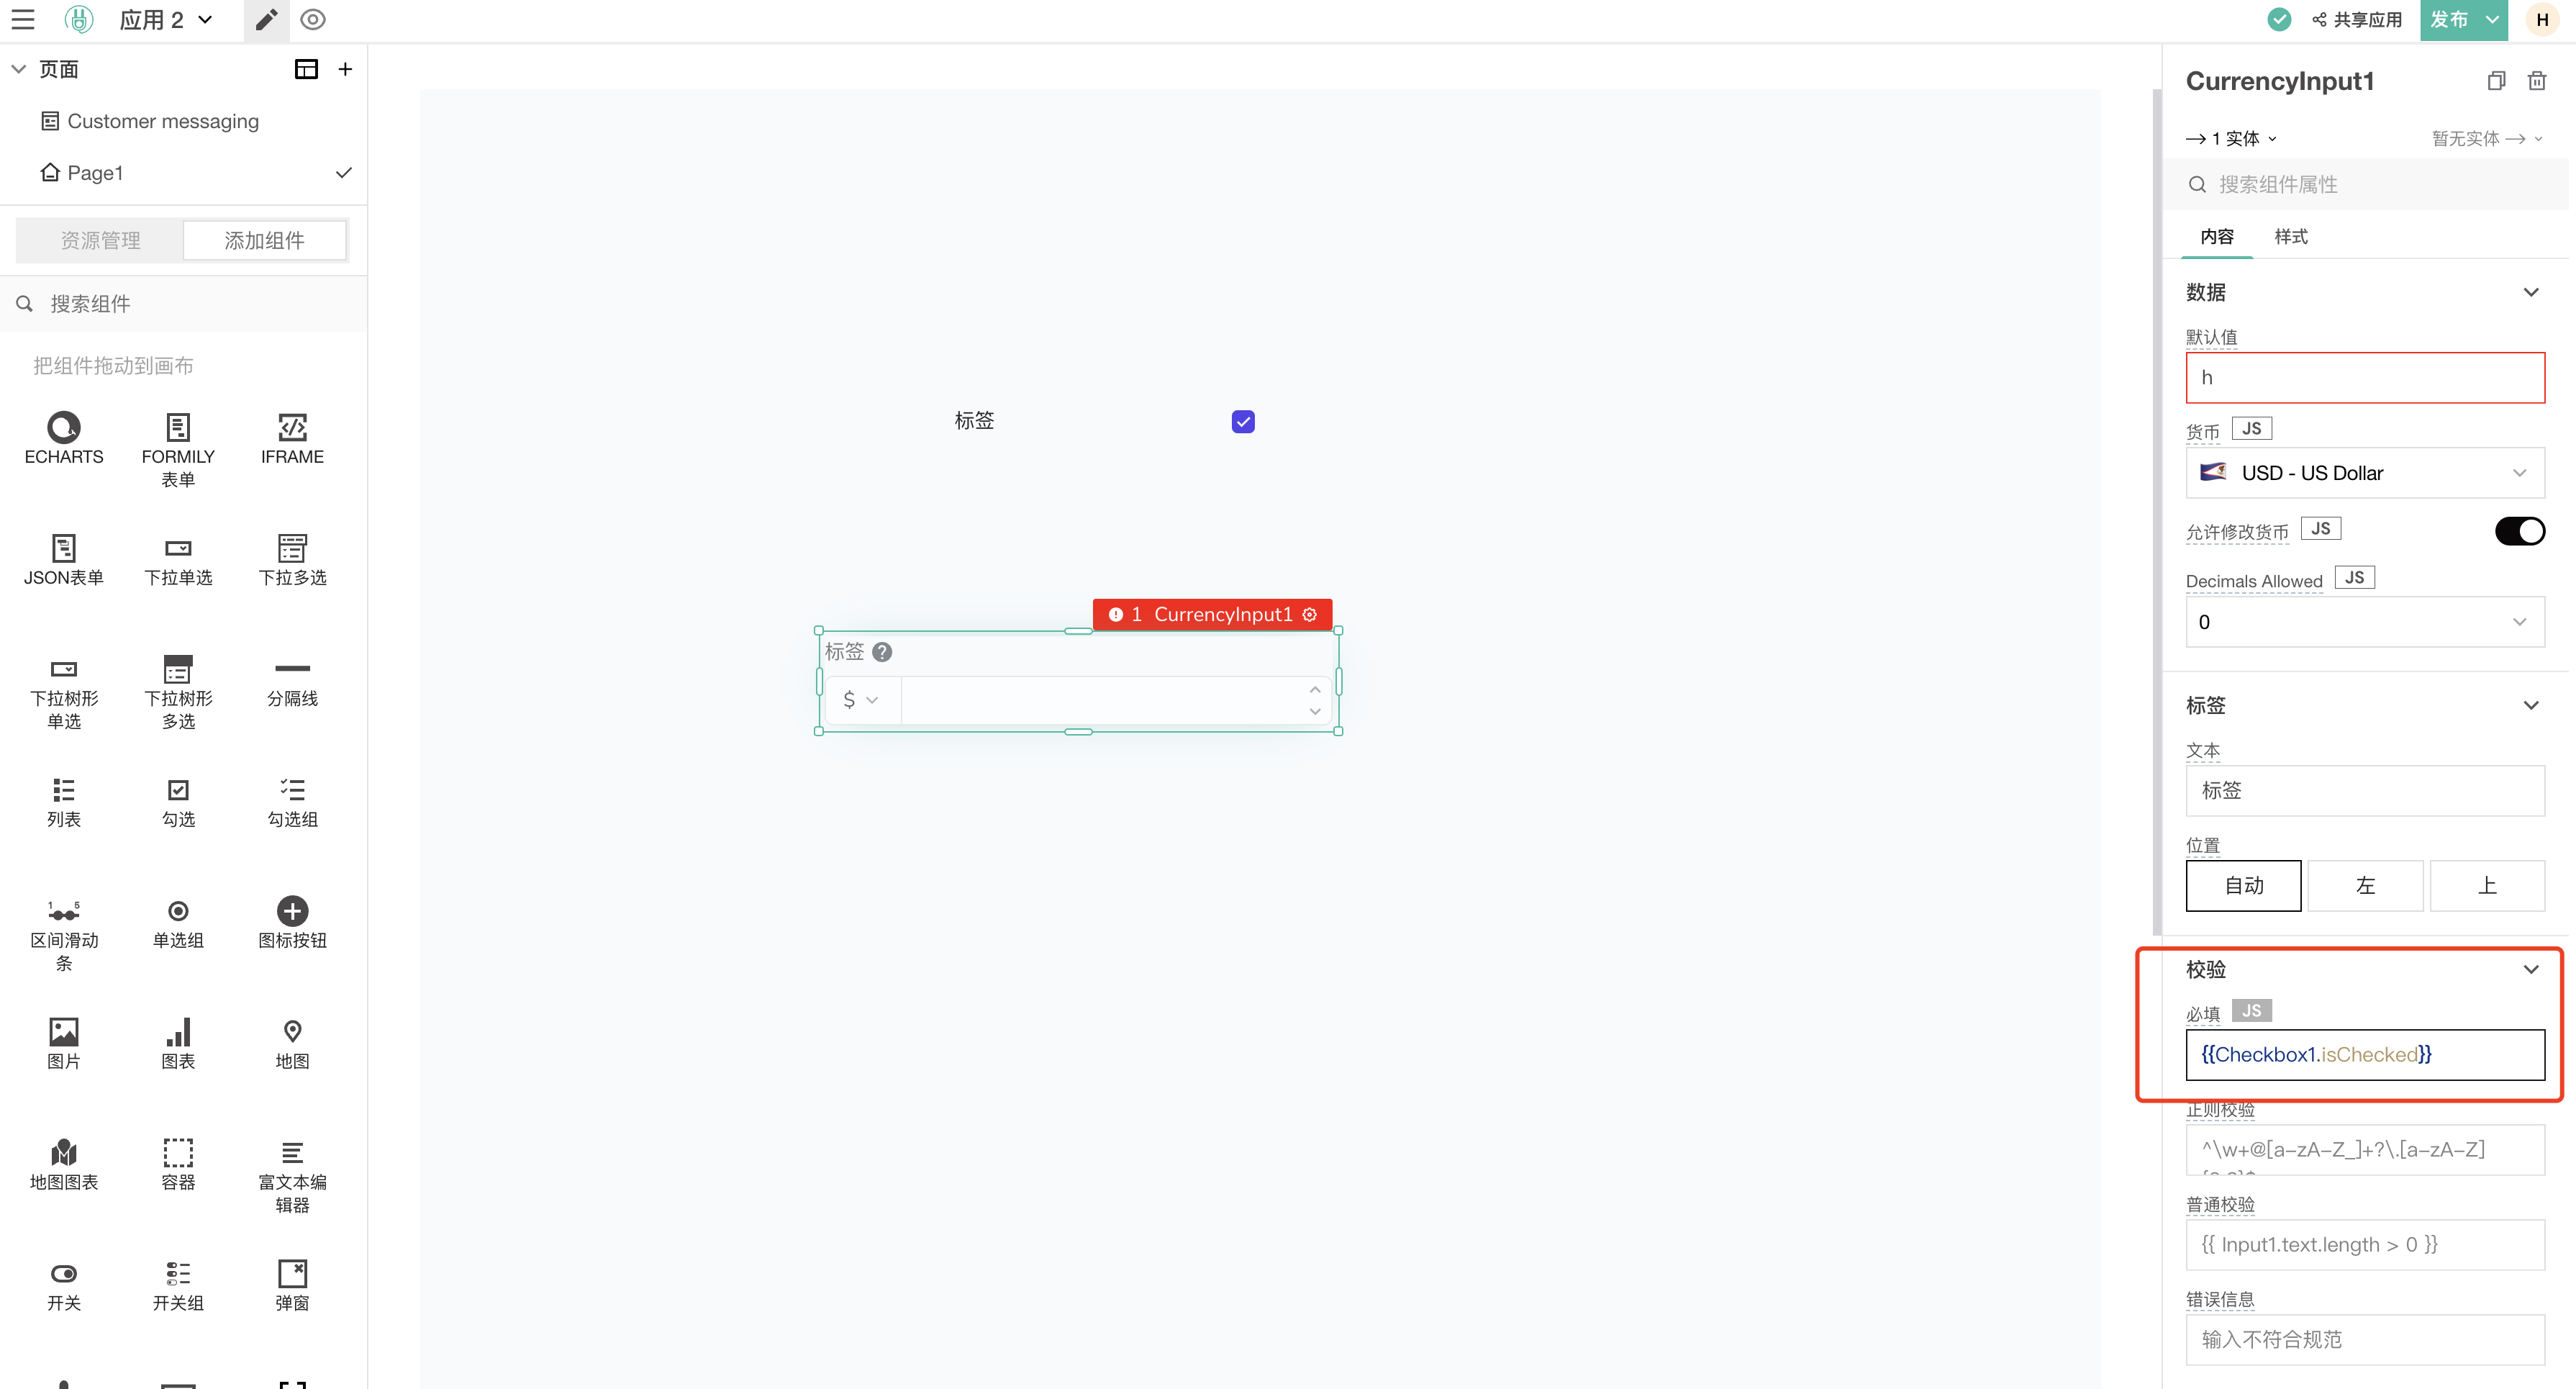 应用 2
共享应用
发布
H
页面
Customer messaging
Page1
资源管理
添加组件
搜索组件
把组件拖动到画布
ECHARTS
FORMILY
表单
IFRAME
JSON表单
下拉单选
下拉多选
下拉树形
单选
下拉树形
多选
分隔线
列表
勾选
勾选组
1 5
区间滑动
条
单选组
图标按钮
图片
图表
地图
地图图表
容器
富文本编
辑器
开关
开关组
弹窗
标签
1 CurrencyInput1
标签
$
CurrencyInput1
1 实体
暂无实体
搜索组件属性
内容
样式
数据
默认值
h
货币 JS
USD - US Dollar
允许修改货币 JS
Decimals Allowed JS
0
标签
文本
标签
位置
自动
左
上
校验
必填 JS
{{Checkbox1.isChecked}}
正则校验
^\w+@[a-zA-Z_]+?\.[a-zA-Z]
普通校验
{{ Input1.text.length > 0 }}
错误信息
输入不符合规范